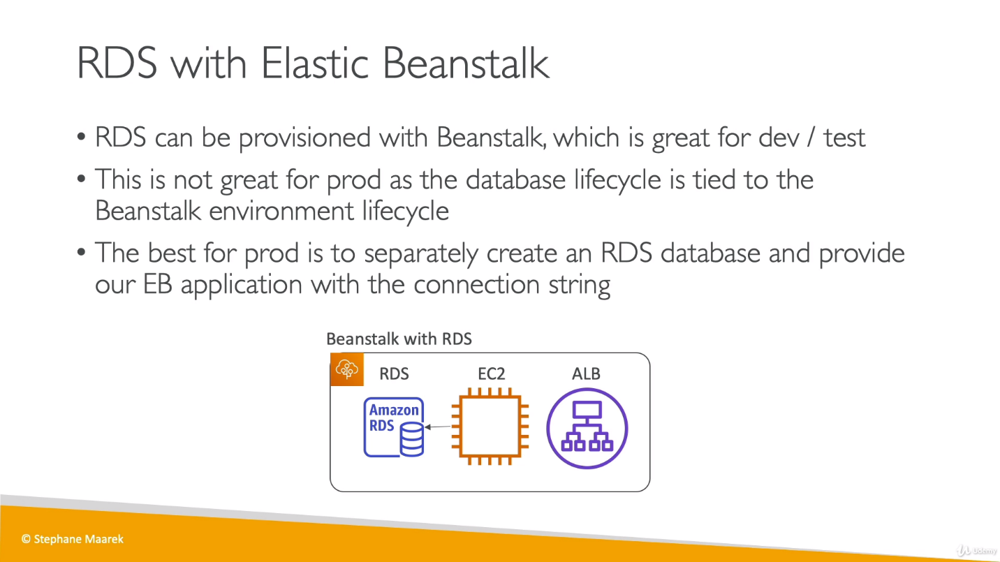 RDS with Elastic Beanstalk
• RDS can be provisioned with Beanstalk, which is great for dev / test
• This is not great for prod as the database lifecycle is tied to the
Beanstalk environment lifecycle
• The best for prod is to separately create an RDS database and provide
our EB application with the connection string
Beanstalk with RDS
RDS
EC2
ALB
Amazon
RDS
© Stephane Maarek
Udemy